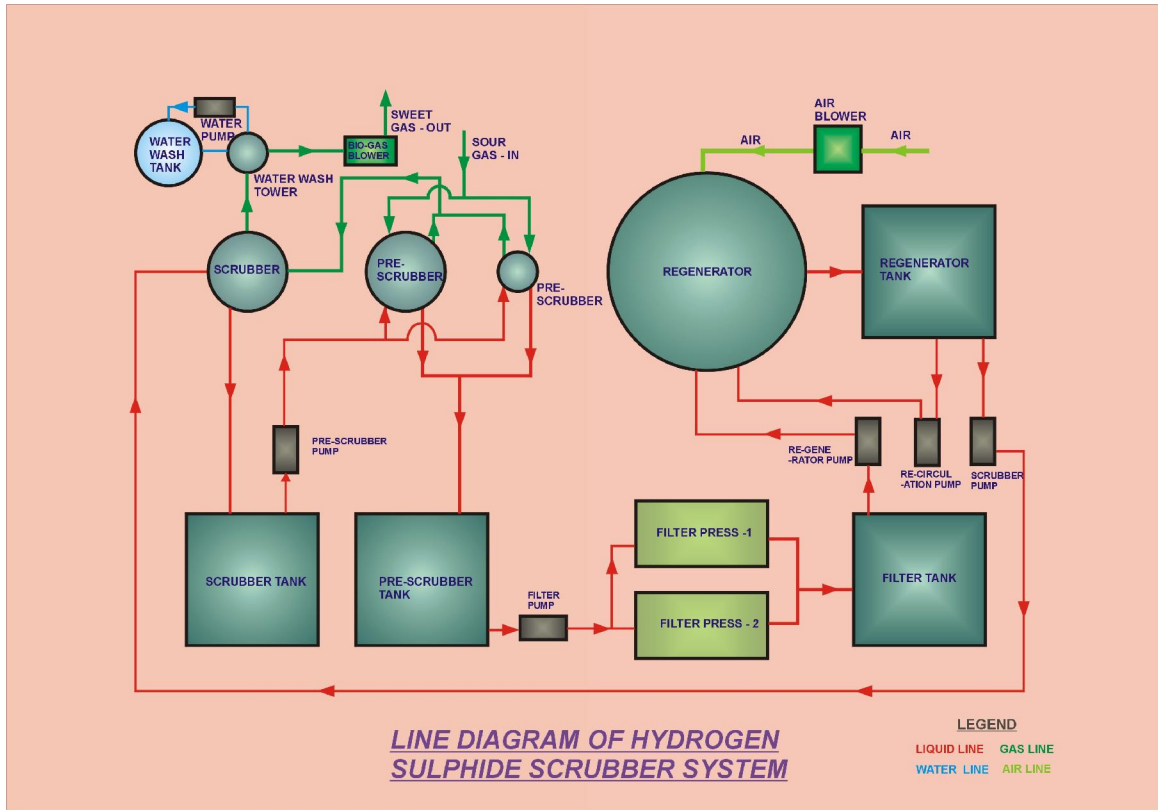 WATER
PUMP
WATER
WASH
TANK
WATER WASH
TOWER
BIO-GAS
BLOWER
SWEET
GAS - OUT
SOUR
GAS - IN
AIR
BLOWER
AIR
AIR
SCRUBBER
PRE-
SCRUBBER
PRE-
SCRUBBER
REGENERATOR
REGENERATOR
TANK
PRE-SCRUBBER
PUMP
RE-GENE
-RATOR PUMP
RE-CIRCUL
-ATION PUMP
SCRUBBER
PUMP
SCRUBBER TANK
PRE-SCRUBBER
TANK
FILTER
PUMP
FILTER PRESS -1
FILTER PRESS - 2
FILTER TANK
LINE DIAGRAM OF HYDROGEN
SULPHIDE SCRUBBER SYSTEM
LEGEND
LIQUID LINE GAS LINE
WATER LINE AIR LINE